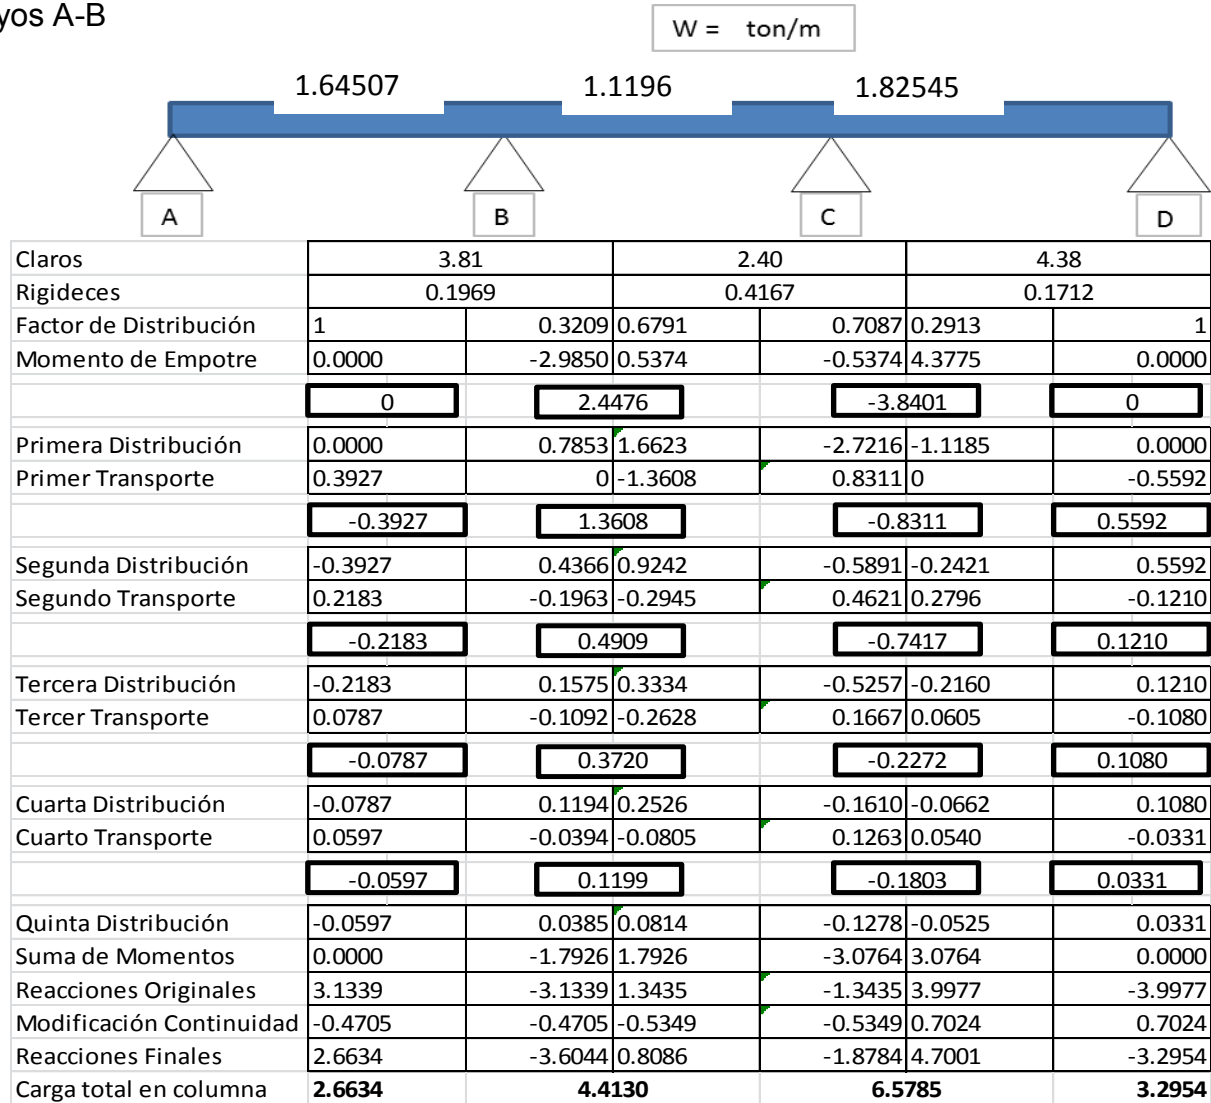 yos A-B
W = ton/m
1.64507 1.1196 1.82545
A B C D
Claros 3.81 2.40 4.38
Rigideces 0.1969 0.4167 0.1712
Factor de Distribución 1 0.3209 0.6791 0.7087 0.2913 1
Momento de Empotre 0.0000 -2.9850 0.5374 -0.5374 4.3775 0.0000
0 2.4476 -3.8401 0
Primera Distribución 0.0000 0.7853 1.6623 -2.7216 -1.1185 0.0000
Primer Transporte 0.3927 0 -1.3608 0.8311 0 -0.5592
-0.3927 1.3608 -0.8311 0.5592
Segunda Distribución -0.3927 0.4366 0.9242 -0.5891 -0.2421 0.5592
Segundo Transporte 0.2183 -0.1963 -0.2945 0.4621 0.2796 -0.1210
-0.2183 0.4909 -0.7417 0.1210
Tercera Distribución -0.2183 0.1575 0.3334 -0.5257 -0.2160 0.1210
Tercer Transporte 0.0787 -0.1092 -0.2628 0.1667 0.0605 -0.1080
-0.0787 0.3720 -0.2272 0.1080
Cuarta Distribución -0.0787 0.1194 0.2526 -0.1610 -0.0662 0.1080
Cuarto Transporte 0.0597 -0.0394 -0.0805 0.1263 0.0540 -0.0331
-0.0597 0.1199 -0.1803 0.0331
Quinta Distribución -0.0597 0.0385 0.0814 -0.1278 -0.0525 0.0331
Suma de Momentos 0.0000 -1.7926 1.7926 -3.0764 3.0764 0.0000
Reacciones Originales 3.1339 -3.1339 1.3435 -1.3435 3.9977 -3.9977
Modificación Continuidad -0.4705 -0.4705 -0.5349 -0.5349 0.7024 0.7024
Reacciones Finales 2.6634 -3.6044 0.8086 -1.8784 4.7001 -3.2954
Carga total en columna 2.6634 4.4130 6.5785 3.2954